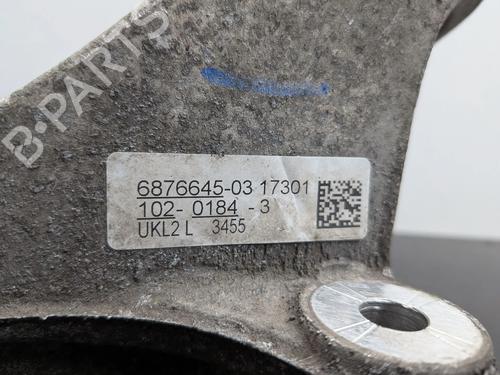 B-PARTS
6876645-03 17301
102- 0184 - 3
UKL2 L 3455